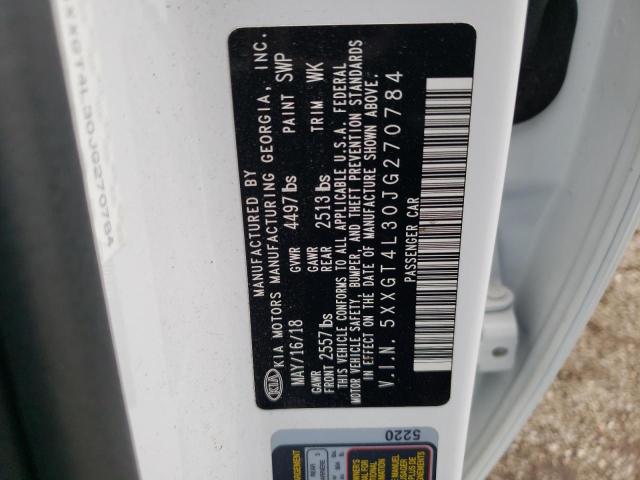 KIA
MANUFACTURED BY
KIA MOTORS MANUFACTURING GEORGIA, INC.
MAY/16/18 GVWR 4497lbs PAINT SWP
GAWR FRONT 2557lbs GAWR REAR 2513lbs TRIM WK
THIS VEHICLE CONFORMS TO ALL APPLICABLE U.S.A. FEDERAL
MOTOR VEHICLE SAFETY, BUMPER, AND THEFT PREVENTION STANDARDS
IN EFFECT ON THE DATE OF MANUFACTURE SHOWN ABOVE.
V.I.N. 5XXGT4L30JG270784
PASSENGER CAR
5220
REAR